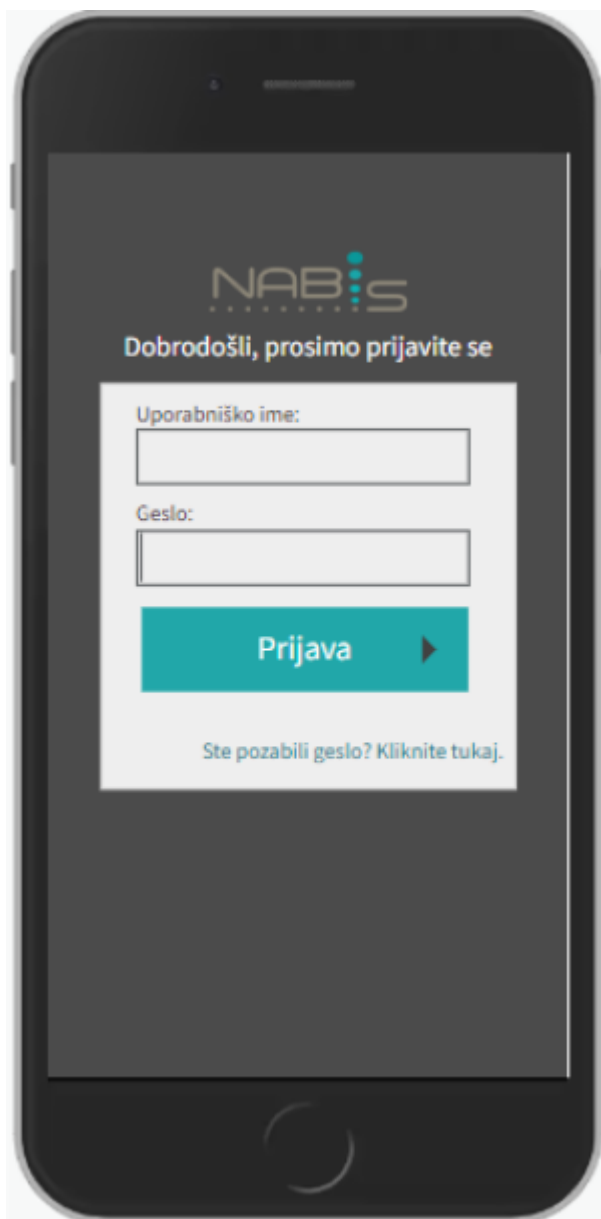 NABiS
Dobrodošli, prosimo prijavite se
Uporabniško ime:
Geslo:
Prijava
Ste pozabili geslo? Kliknite tukaj.